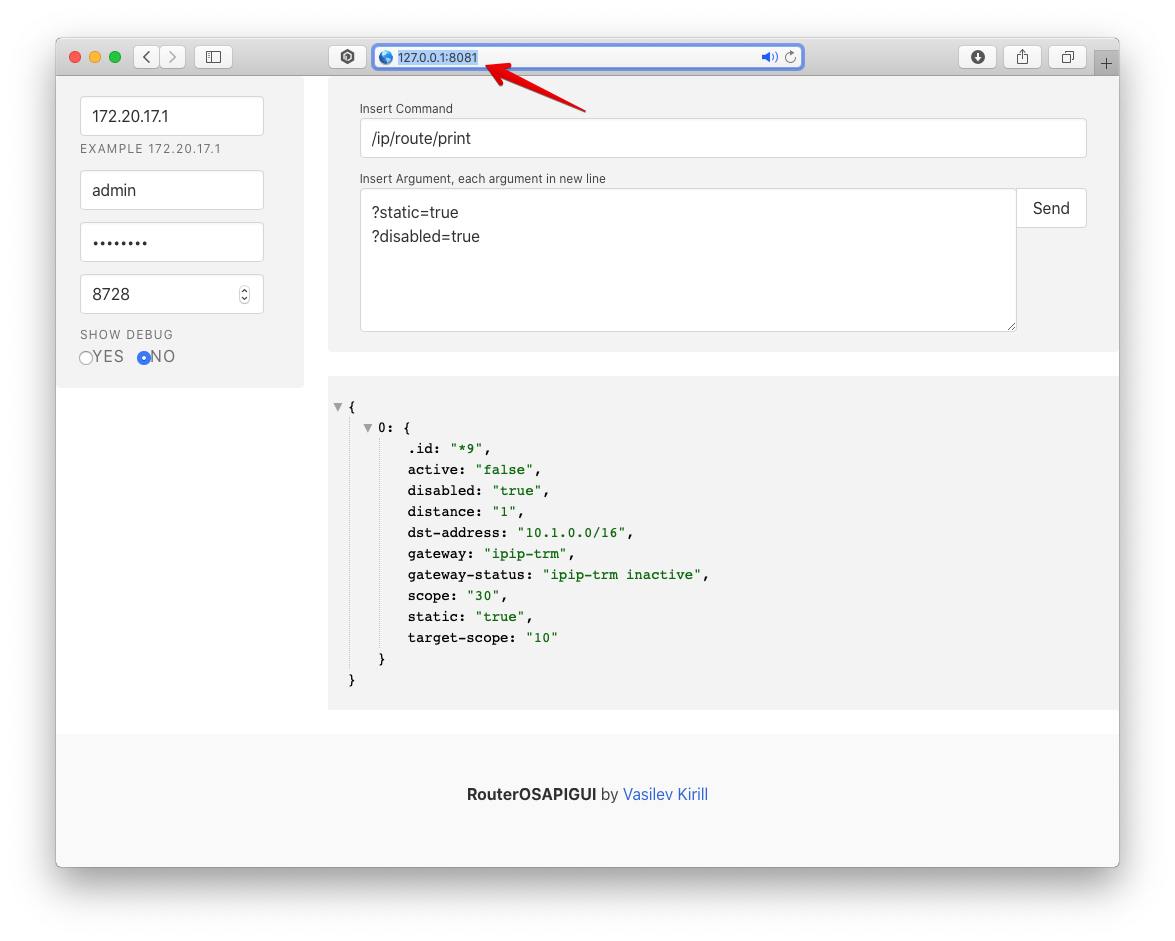 127.0.0.1:8081
172.20.17.1
EXAMPLE 172.20.17.1
admin
••••••••
8728
SHOW DEBUG
YES NO
Insert Command
/ip/route/print
Insert Argument, each argument in new line
?static=true
?disabled=true
Send
{
0: {
.id: "*9",
active: "false",
disabled: "true",
distance: "1",
dst-address: "10.1.0.0/16",
gateway: "ipip-trm",
gateway-status: "ipip-trm inactive",
scope: "30",
static: "true",
target-scope: "10"
}
}
RouterOSAPIGUI by Vasilev Kirill